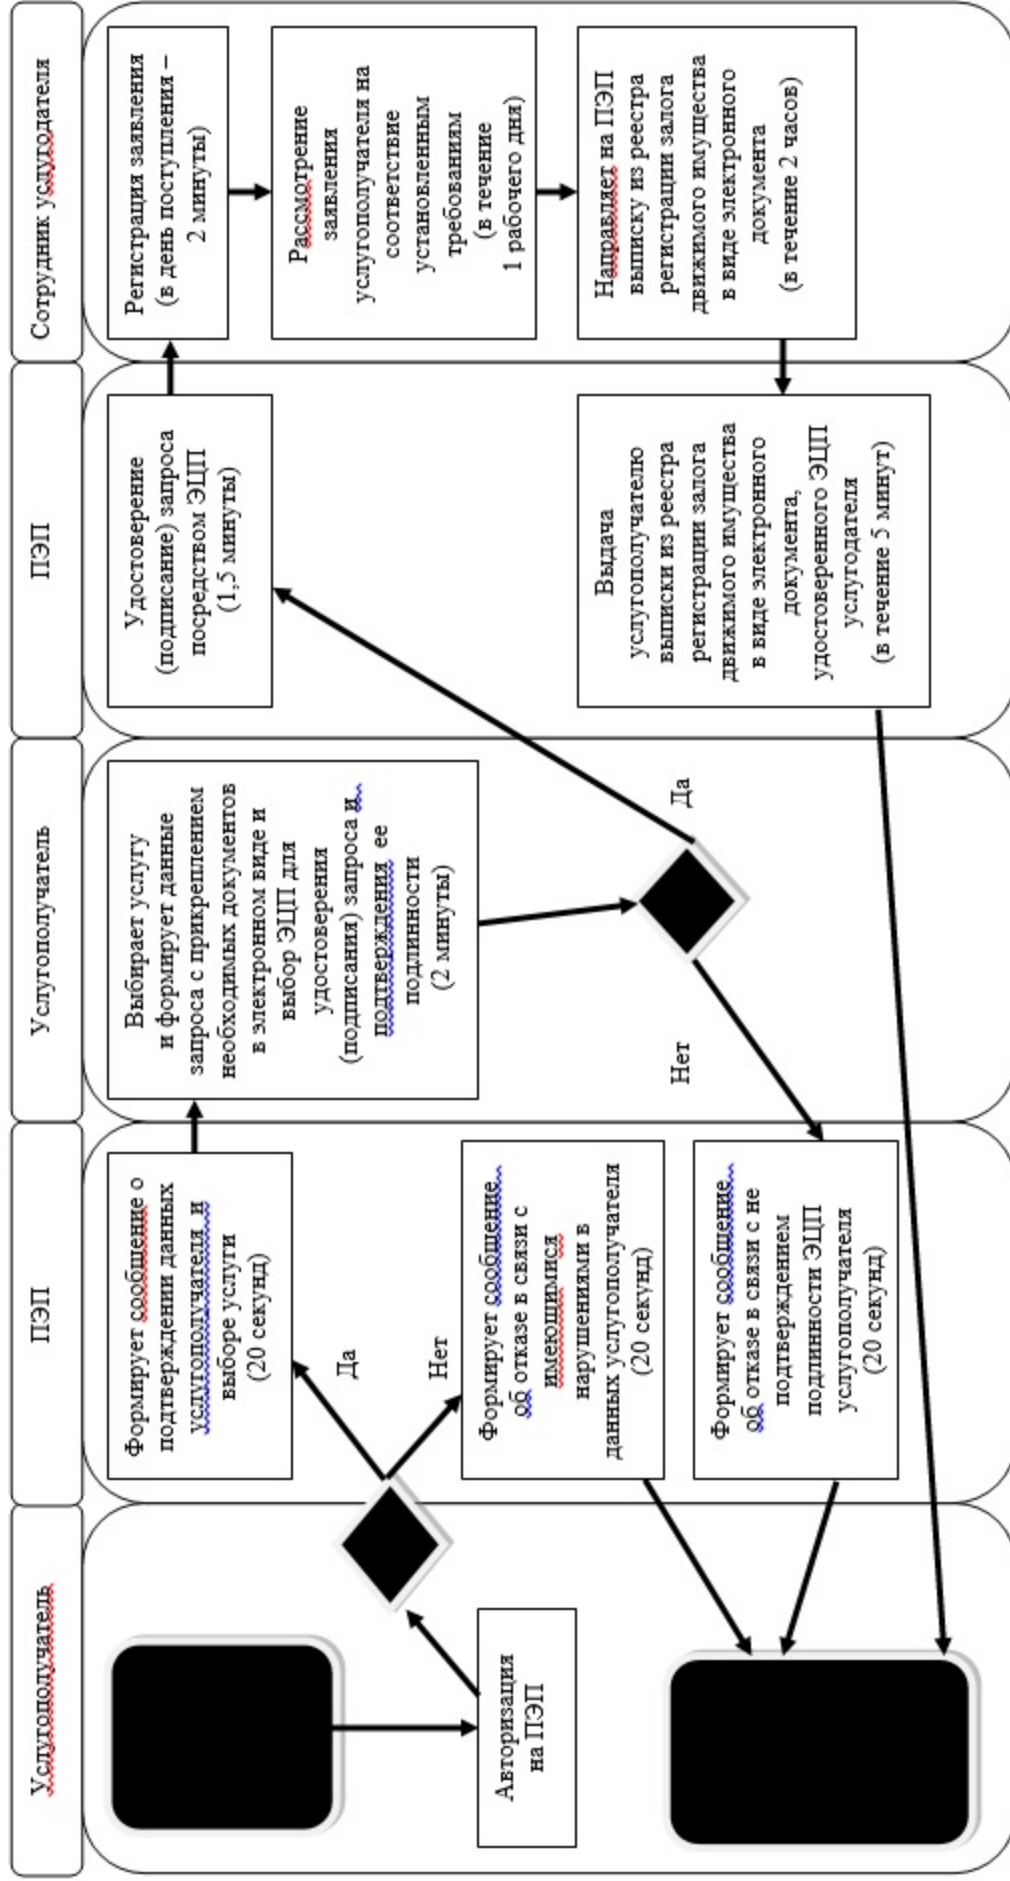 Услугополучатель
ПЭП
Услугополучатель
ПЭП
Сотрудник услугодателя
Авторизация
на ПЭП
Да
Нет
Формирует сообщение о
подтверждении данных
услугополучателя и
выборе услуги
(20 секунд)
Формирует сообщение
об отказе в связи с
имеющимися
нарушениями в
данных услугополучателя
(20 секунд)
Формирует сообщение
об отказе в связи с не
подтверждением
подлинности ЭЦП
услугополучателя
(20 секунд)
Выбирает услугу
и формирует данные
запроса с прикреплением
необходимых документов
в электронном виде и
выбор ЭЦП для
удостоверения
(подписания) запроса и
подтверждения ее
подлинности
(2 минуты)
Нет
Да
Удостоверение
(подписание) запроса
посредством ЭЦП
(1,5 минуты)
Выдача
услугополучателю
выписки из реестра
регистрации залога
движимого имущества
в виде электронного
документа,
удостоверенного ЭЦП
услугодателя
(в течение 5 минут)
Регистрация заявления
(в день поступления –
2 минуты)
Рассмотрение
заявления
услугополучателя на
соответствие
установленным
требованиям
(в течение
1 рабочего дня)
Направляет на ПЭП
выписку из реестра
регистрации залога
движимого имущества
в виде электронного
документа
(в течение 2 часов)